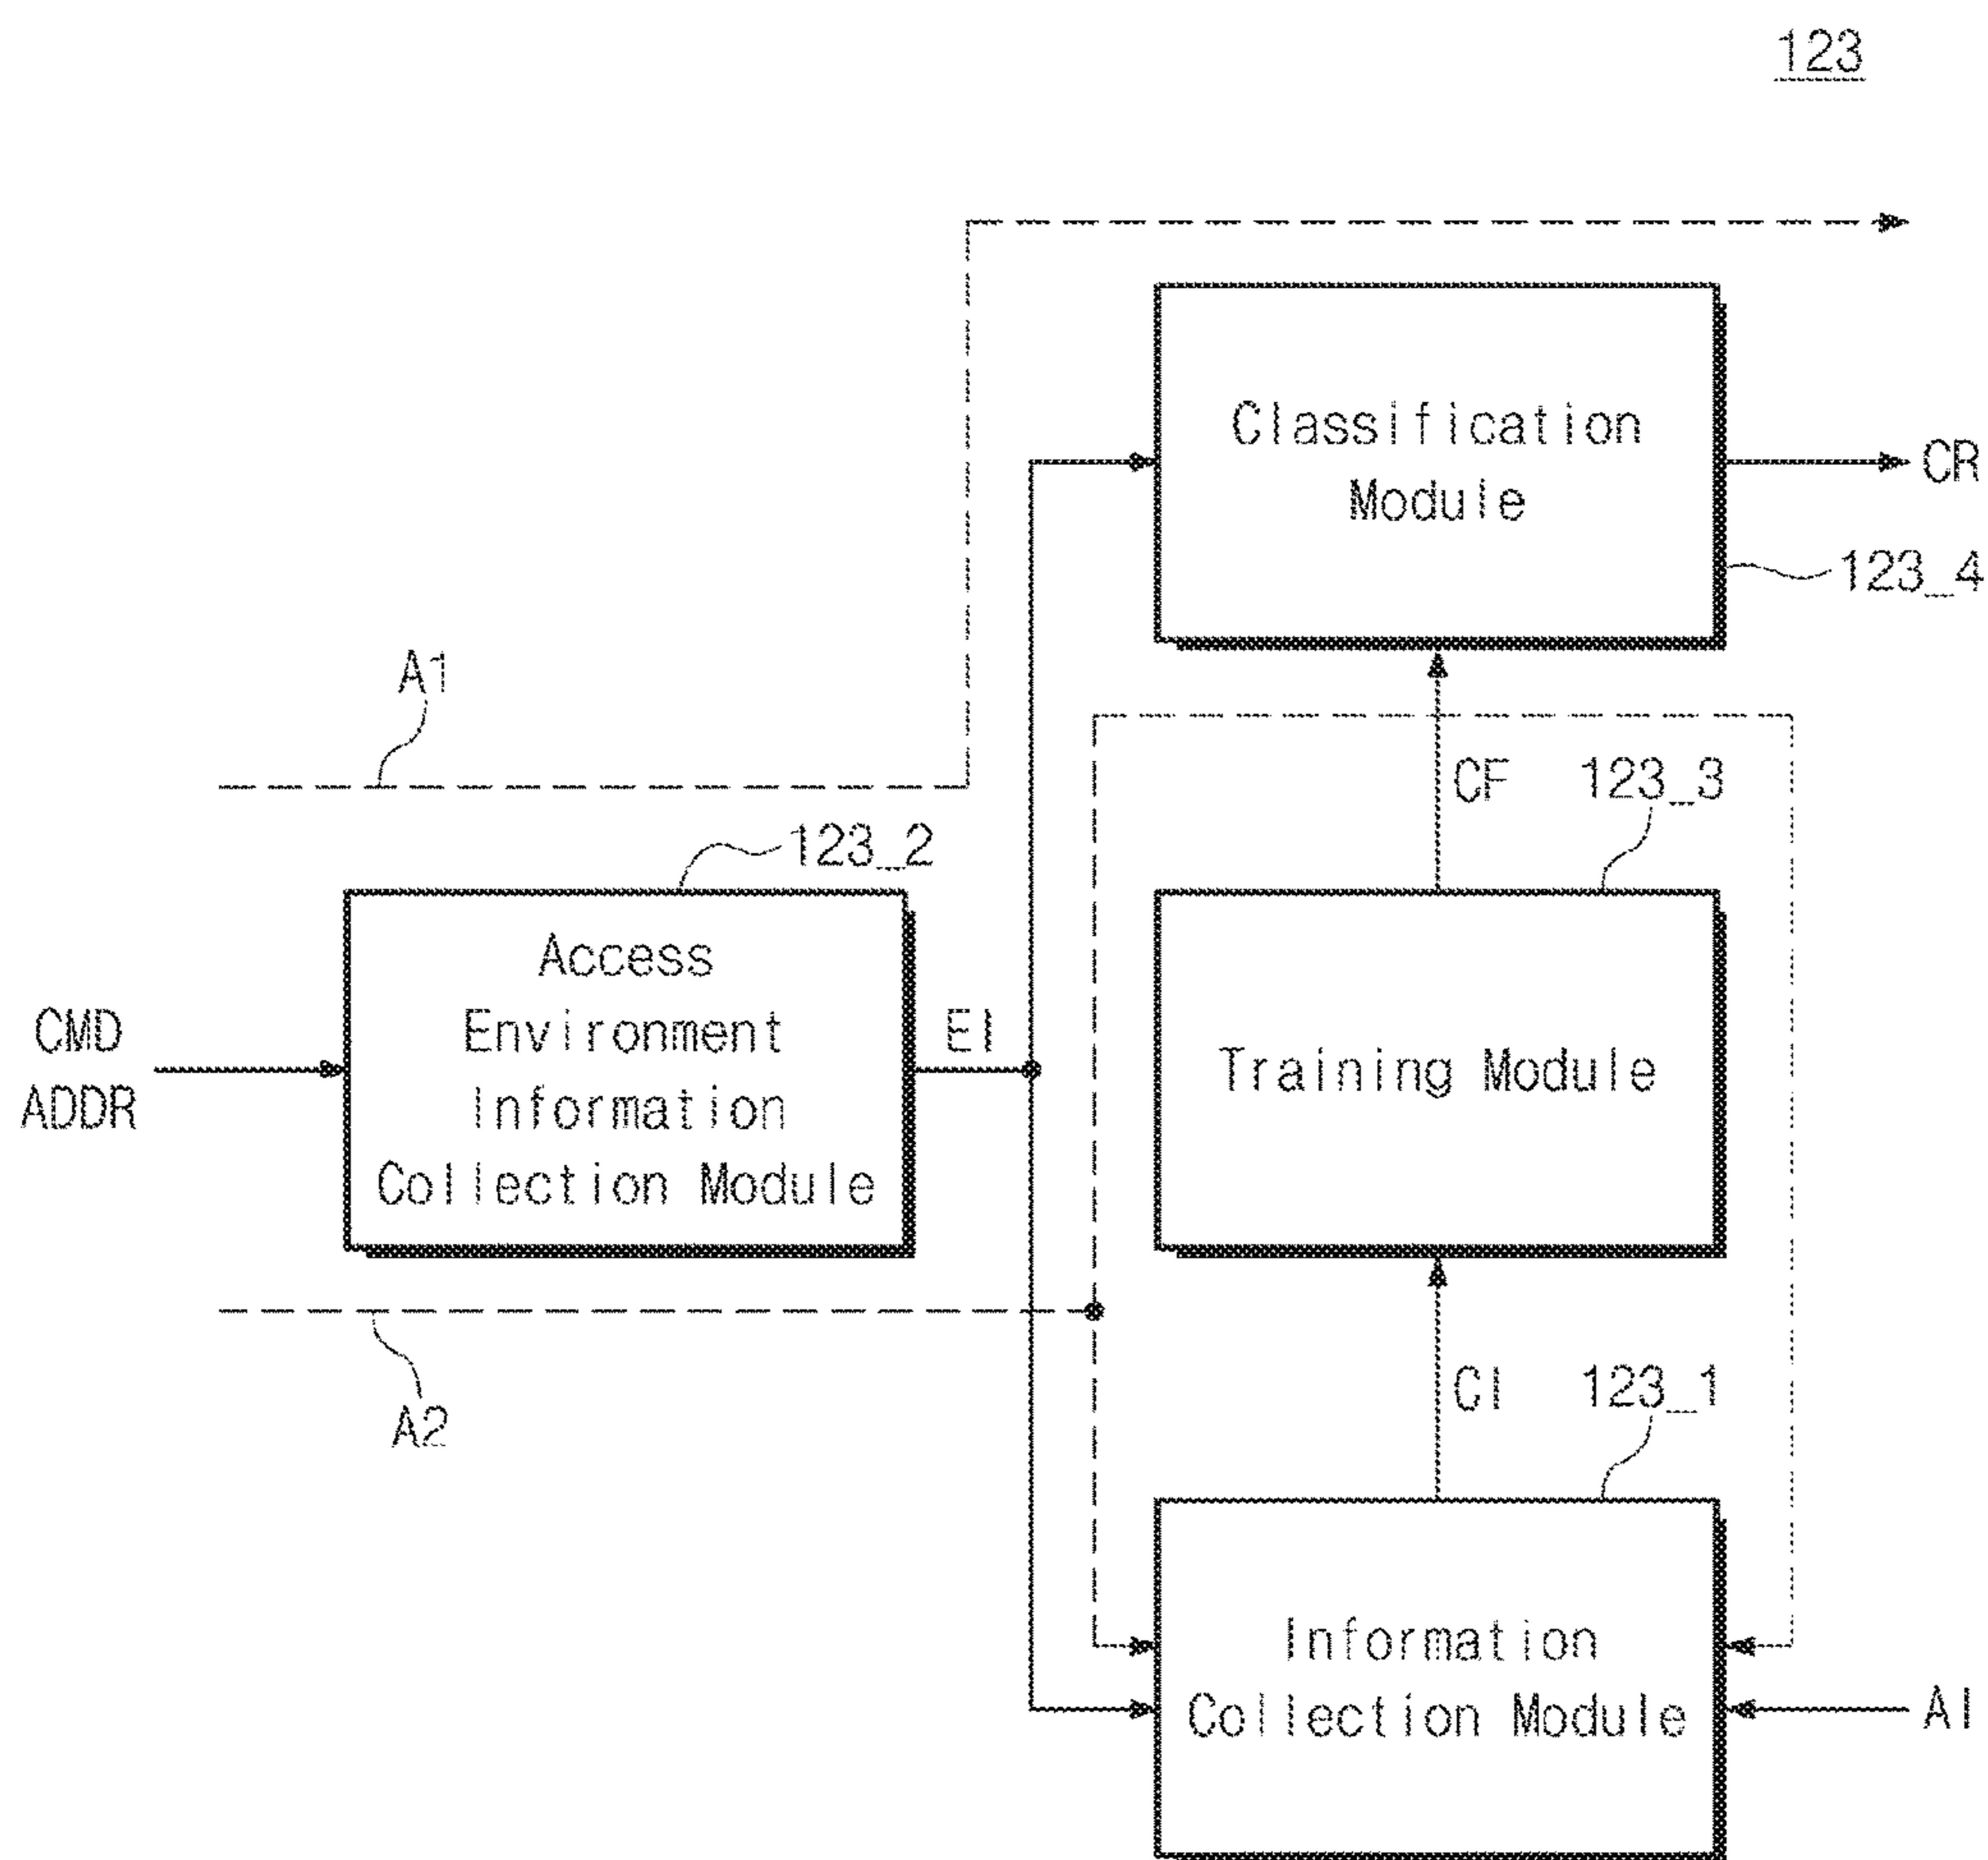 123
Classification
Module
CR
123_4
A1
CF
123_3
123_2
Access
Environment
Information
Collection Module
CMD
ADDR
EI
Training Module
A2
CI
123_1
Information
Collection Module
AI